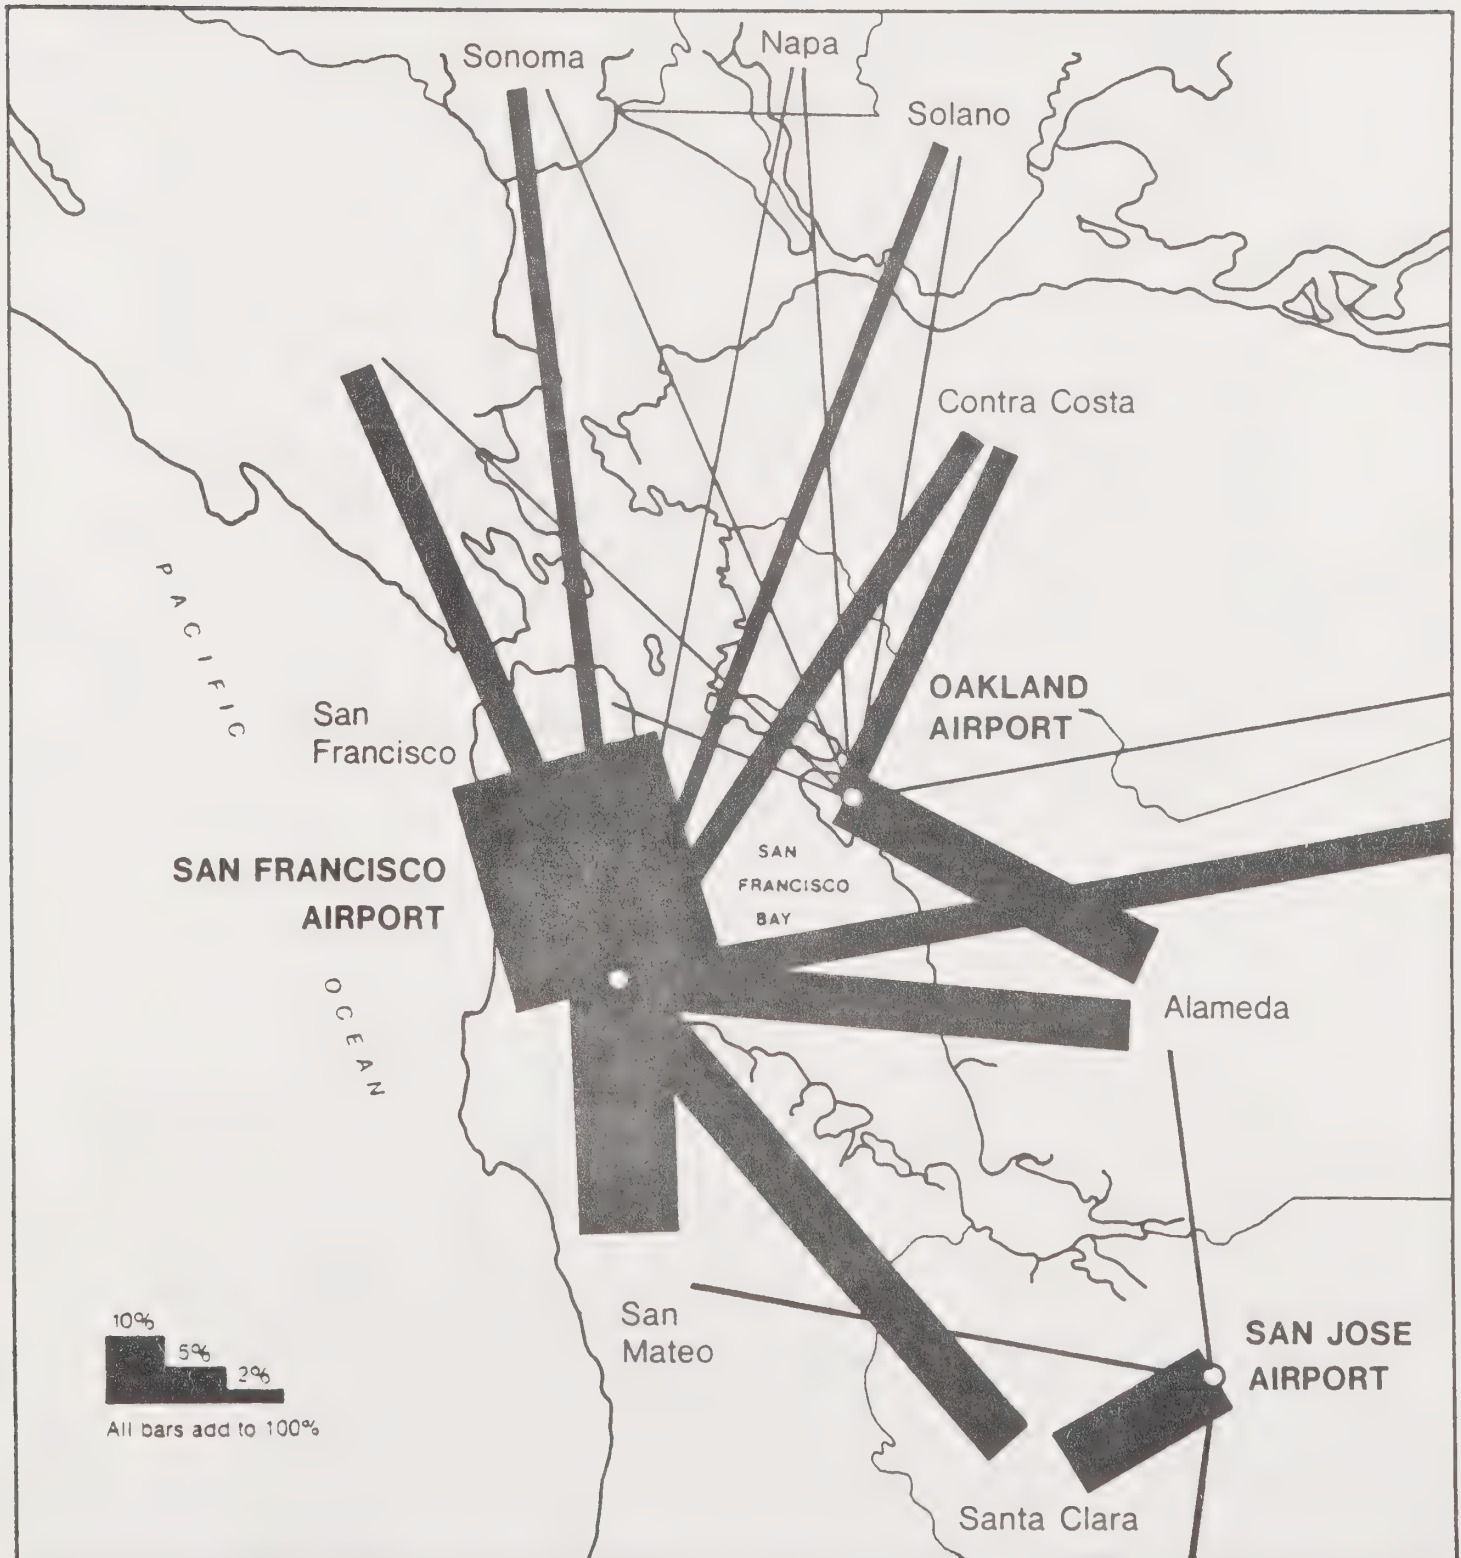 Sonoma
Napa
Solano
Contra Costa
PACIFIC
San
Francisco
OAKLAND
AIRPORT
SAN
FRANCISCO
BAY
SAN FRANCISCO
AIRPORT
OCEAN
Alameda
San
Mateo
SAN JOSE
AIRPORT
10%
5%
2%
All bars add to 100%
Santa Clara